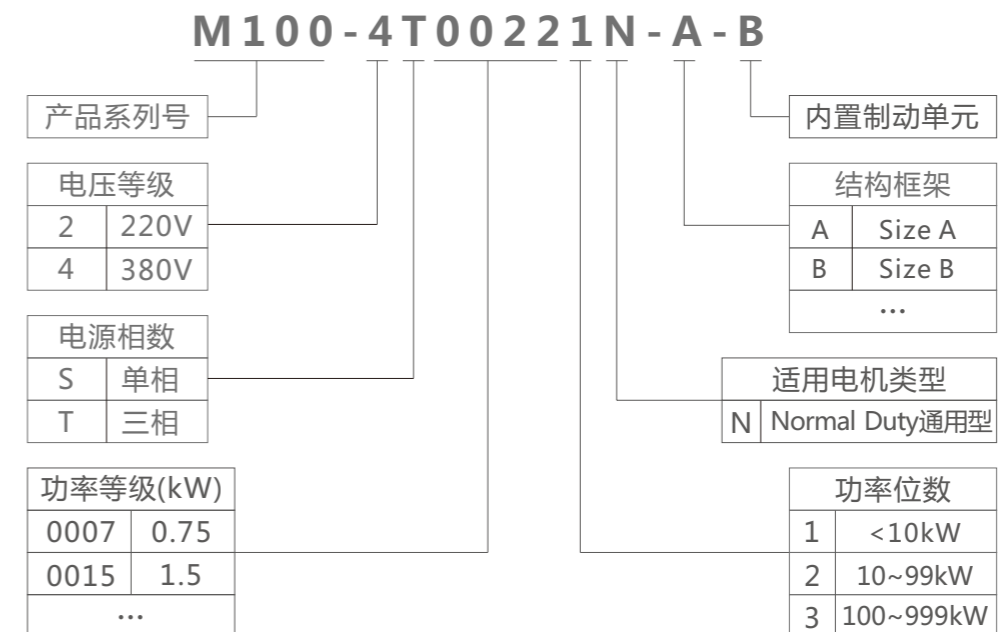 M100-4T00221N-A-B
产品系列号
电压等级
2 220V
4 380V
电源相数
S 单相
T 三相
功率等级(kW)
0007 0.75
0015 1.5
...
内置制动单元
结构框架
A Size A
B Size B
...
适用电机类型
N Normal Duty通用型
功率位数
1 <10kW
2 10~99kW
3 100~999kW